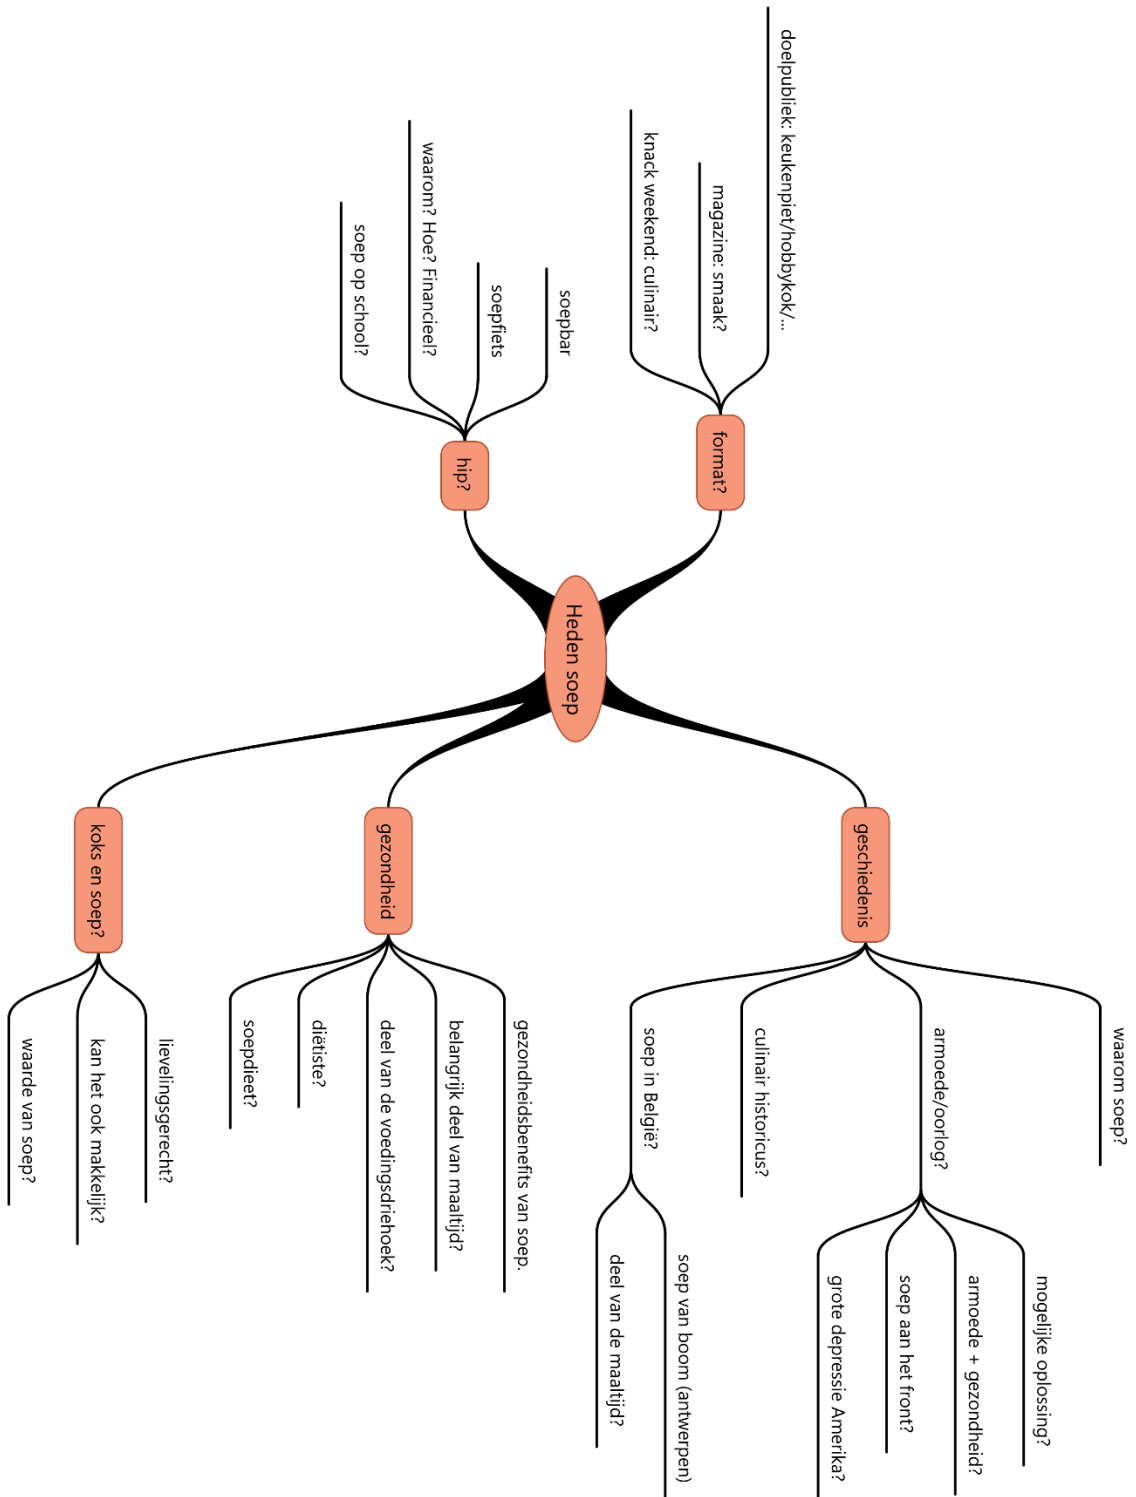 Heden soep
format?
doelpubliek: keukenpiet/hobbykok/...
magazine: smaak?
knack weekend: culinair?
hip?
soepbar
soepfiets
waarom? Hoe? Financieel?
soep op school?
geschiedenis
waarom soep?
armoede/oorlog?
mogelijke oplossing?
armoede + gezondheid?
soep aan het front?
grote depressie Amerika?
culinair historicus?
soep in België?
soep van boom (antwerpen)
deel van de maaltijd?
gezondheid
gezondheidsbenefits van soep.
belangrijk deel van maaltijd?
deel van de voedingsdriehoek?
diëtiste?
soepdieet?
koks en soep?
lievelingsgerecht?
kan het ook makkelijk?
waarde van soep?